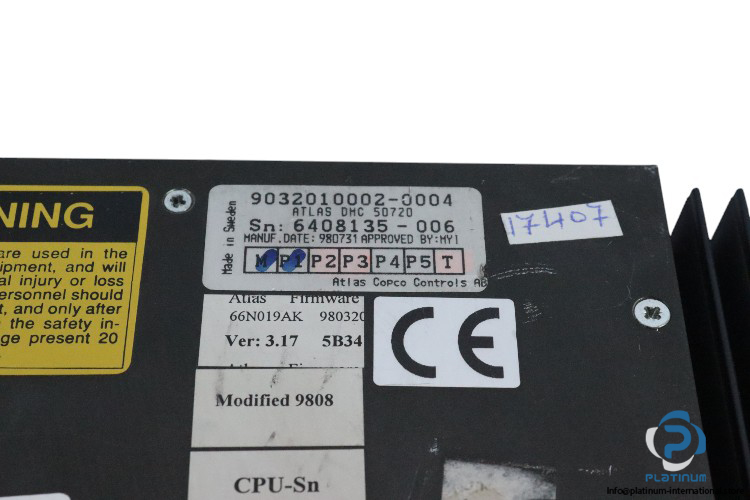 NING
are used in the
ipment, and will
al injury or loss
ersonnel should
t, and only after
the safety in-
ge present 20
Made in Sweden
9032010002-0004
ATLAS DMC 50720
Sn: 6408135-006
MANUF.DATE:980731 APPROVED BY:MYI
M P1 P2 P3 P4 P5 T
Atlas Copco Controls AB
17407
Atlas Firmware
66N019AK 980320
Ver: 3.17 5B34
CE
Modified 9808
CPU-Sn
PLATINUM
info@platinum-international.com